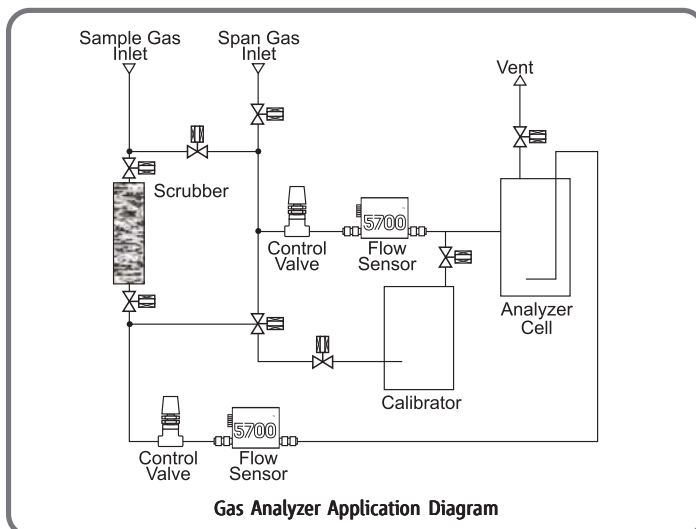 Sample Gas
Inlet
Span Gas
Inlet
Vent
Scrubber
5700
Control
Valve
Flow
Sensor
Analyzer
Cell
Calibrator
5700
Control
Valve
Flow
Sensor
Gas Analyzer Application Diagram